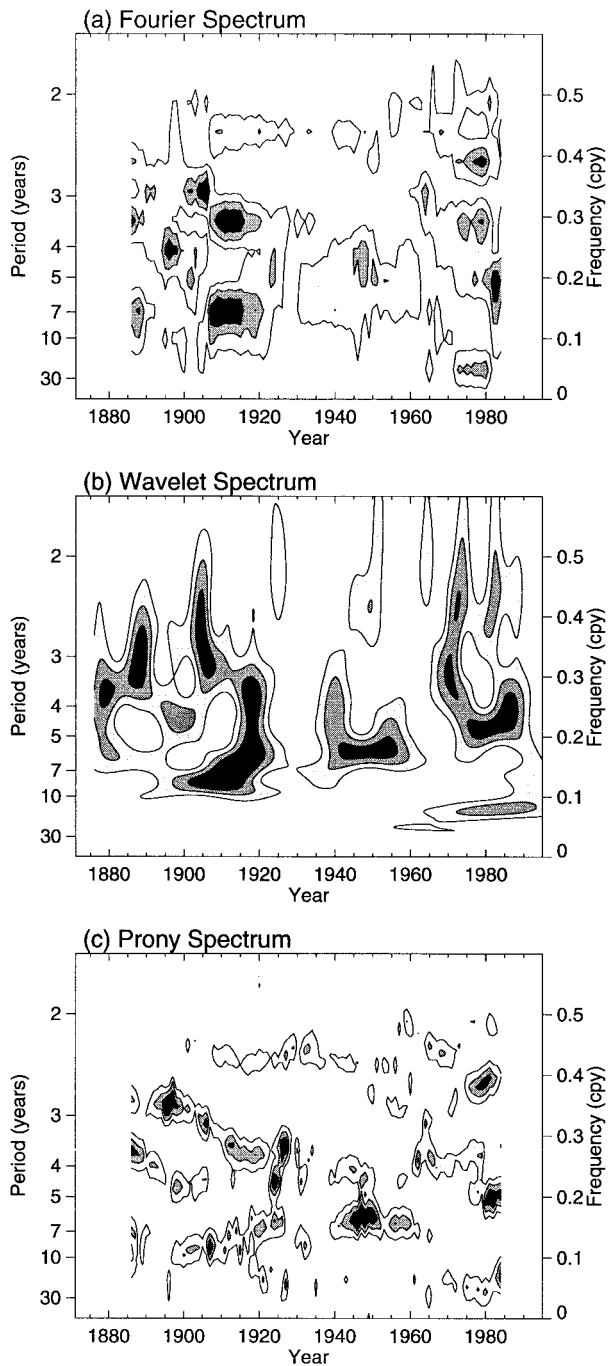 (a) Fourier Spectrum
2
3
4
5
7
10
30
Period (years)
0.5
0.4
0.3
0.2
0.1
0
Frequency (cpy)
1880 1900 1920 1940 1960 1980
Year
(b) Wavelet Spectrum
2
3
4
5
7
10
30
Period (years)
0.5
0.4
0.3
0.2
0.1
0
Frequency (cpy)
1880 1900 1920 1940 1960 1980
Year
(c) Prony Spectrum
2
3
4
5
7
10
30
Period (years)
0.5
0.4
0.3
0.2
0.1
0
Frequency (cpy)
1880 1900 1920 1940 1960 1980
Year